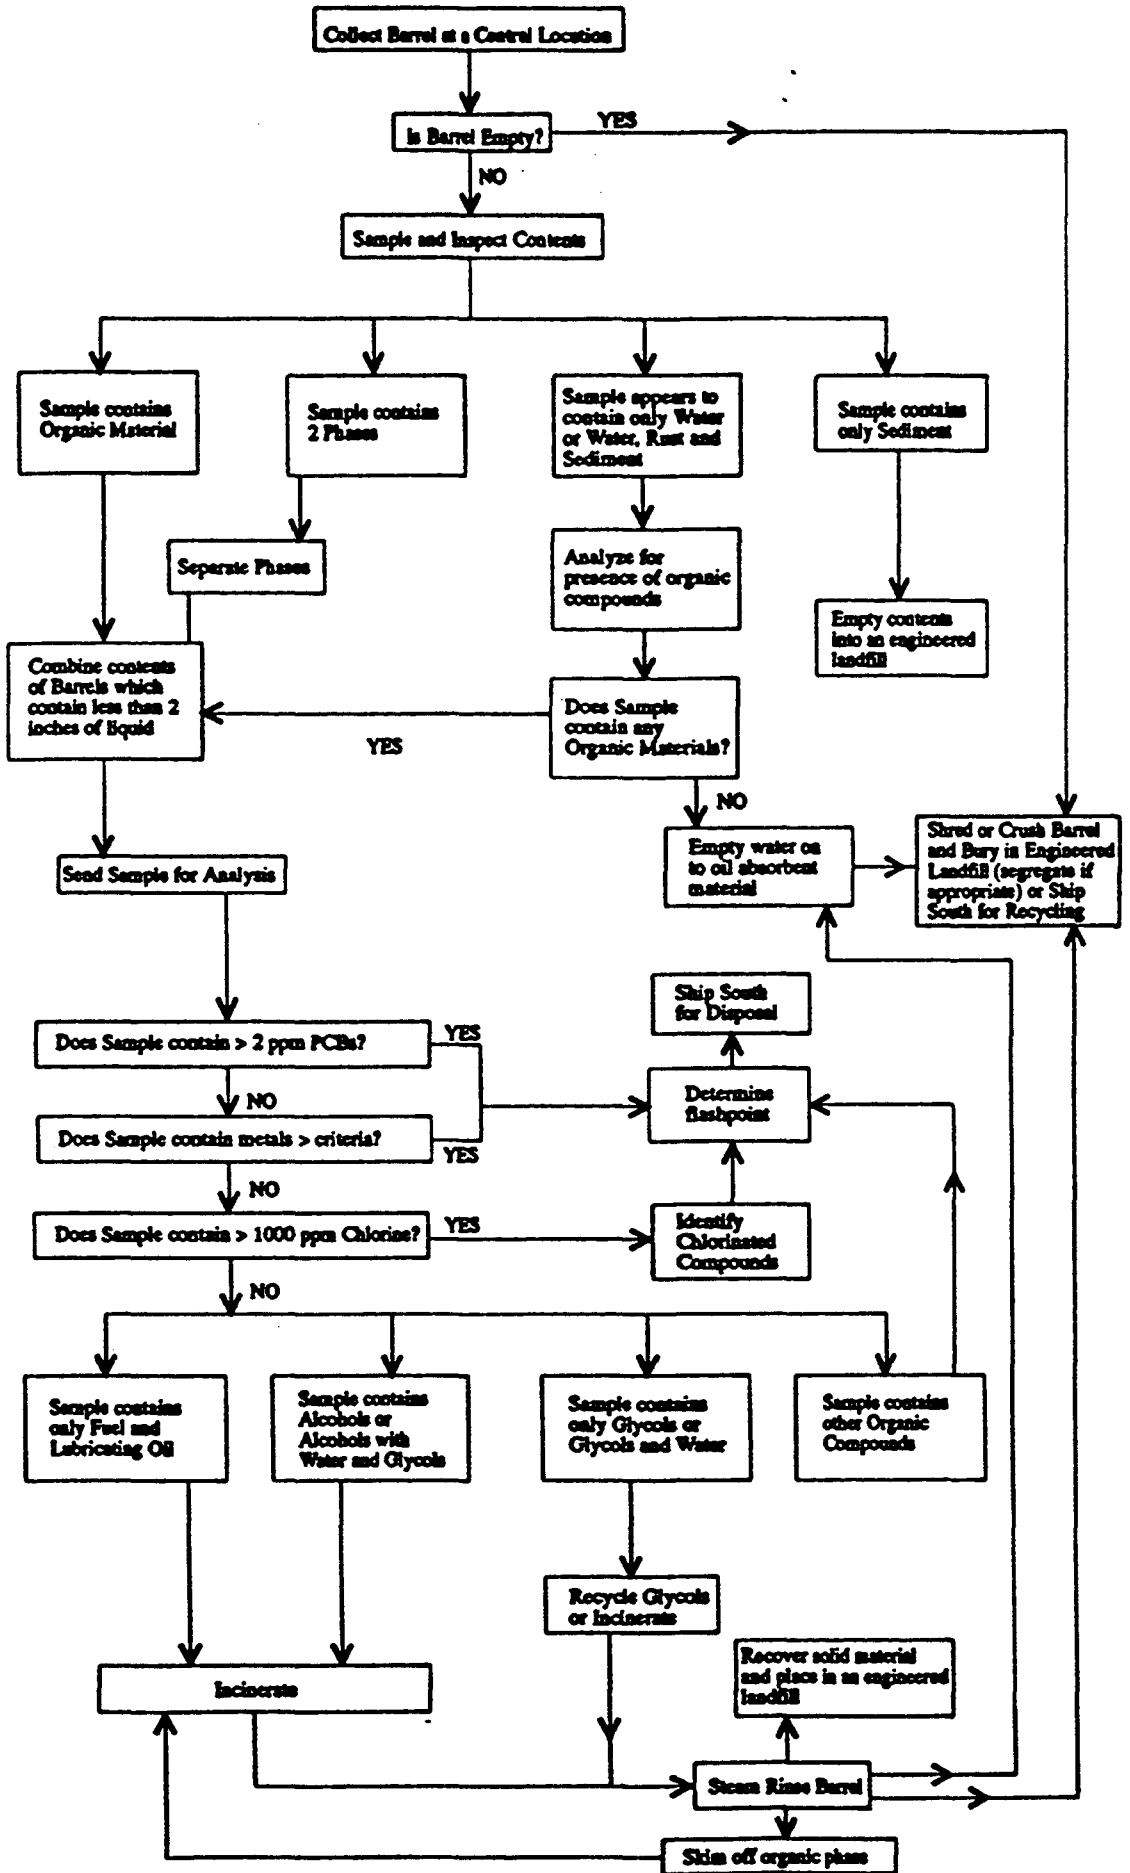 Collect Barrel at a Central Location
Is Barrel Empty?
YES
NO
Sample and Inspect Contents
Sample contains
Organic Material
Sample contains
2 Phases
Sample appears to
contain only Water
or Water, Rust and
Sediment
Sample contains
only Sediment
Separate Phases
Analyze for
presence of organic
compounds
Empty contents
into an engineered
landfill
Combine contents
of Barrels which
contain less than 2
inches of liquid
Does Sample
contain any
Organic Materials?
YES
NO
Send Sample for Analysis
Empty water on
to oil absorbent
material
Shred or Crush Barrel
and Bury in Engineered
Landfill (segregate if
appropriate) or Ship
South for Recycling
Ship South
for Disposal
Does Sample contain > 2 ppm PCBs?
YES
NO
Determine
flashpoint
Does Sample contain metals > criteria?
YES
NO
Does Sample contain > 1000 ppm Chlorine?
YES
NO
Identify
Chlorinated
Compounds
Sample contains
only Fuel and
Lubricating Oil
Sample contains
Alcohols or
Alcohols with
Water and Glycols
Sample contains
only Glycols or
Glycols and Water
Sample contains
other Organic
Compounds
Recycle Glycols
or Incinerate
Incinerate
Recover solid material
and place in an engineered
landfill
Steam Rinse Barrel
Skim off organic phase